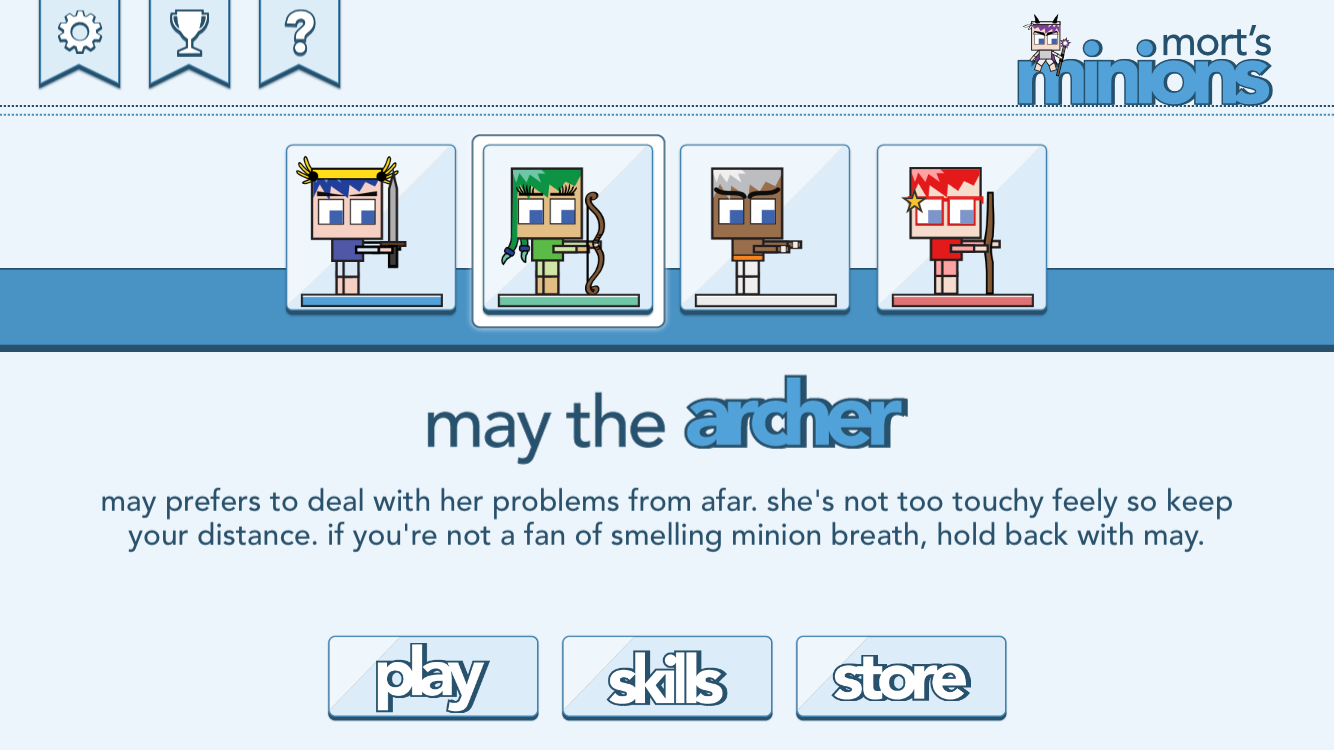 mort's
minions
may the archer
may prefers to deal with her problems from afar. she's not too touchy feely so keep
your distance. if you're not a fan of smelling minion breath, hold back with may.
play skills store